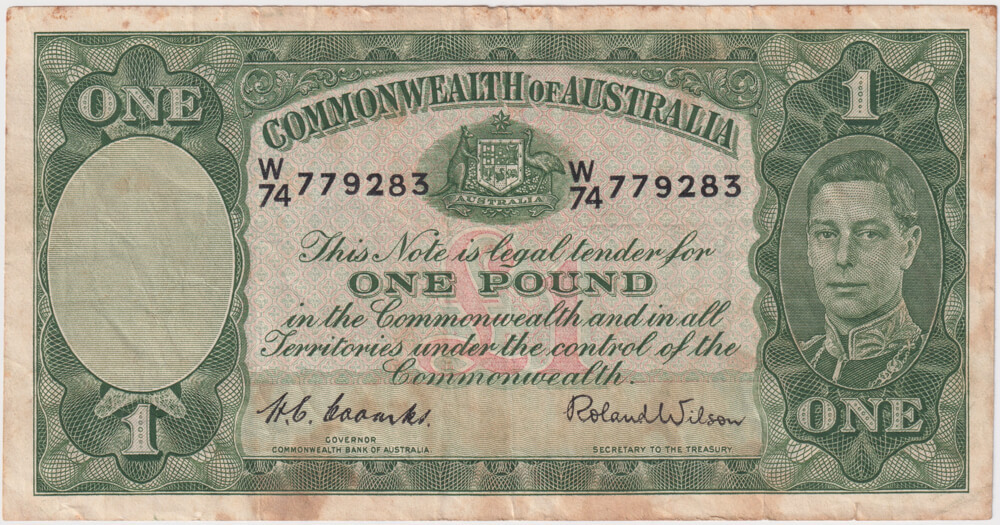 ONE
1
COMMONWEALTH OF AUSTRALIA
W/74 779283
W/74 779283
AUSTRALIA
This Note is legal tender for
ONE POUND
£1
in the Commonwealth and in all
Territories under the control of the
Commonwealth.
H.C. Coombs.
Roland Wilson
GOVERNOR
COMMONWEALTH BANK OF AUSTRALIA.
SECRETARY TO THE TREASURY
1
ONE